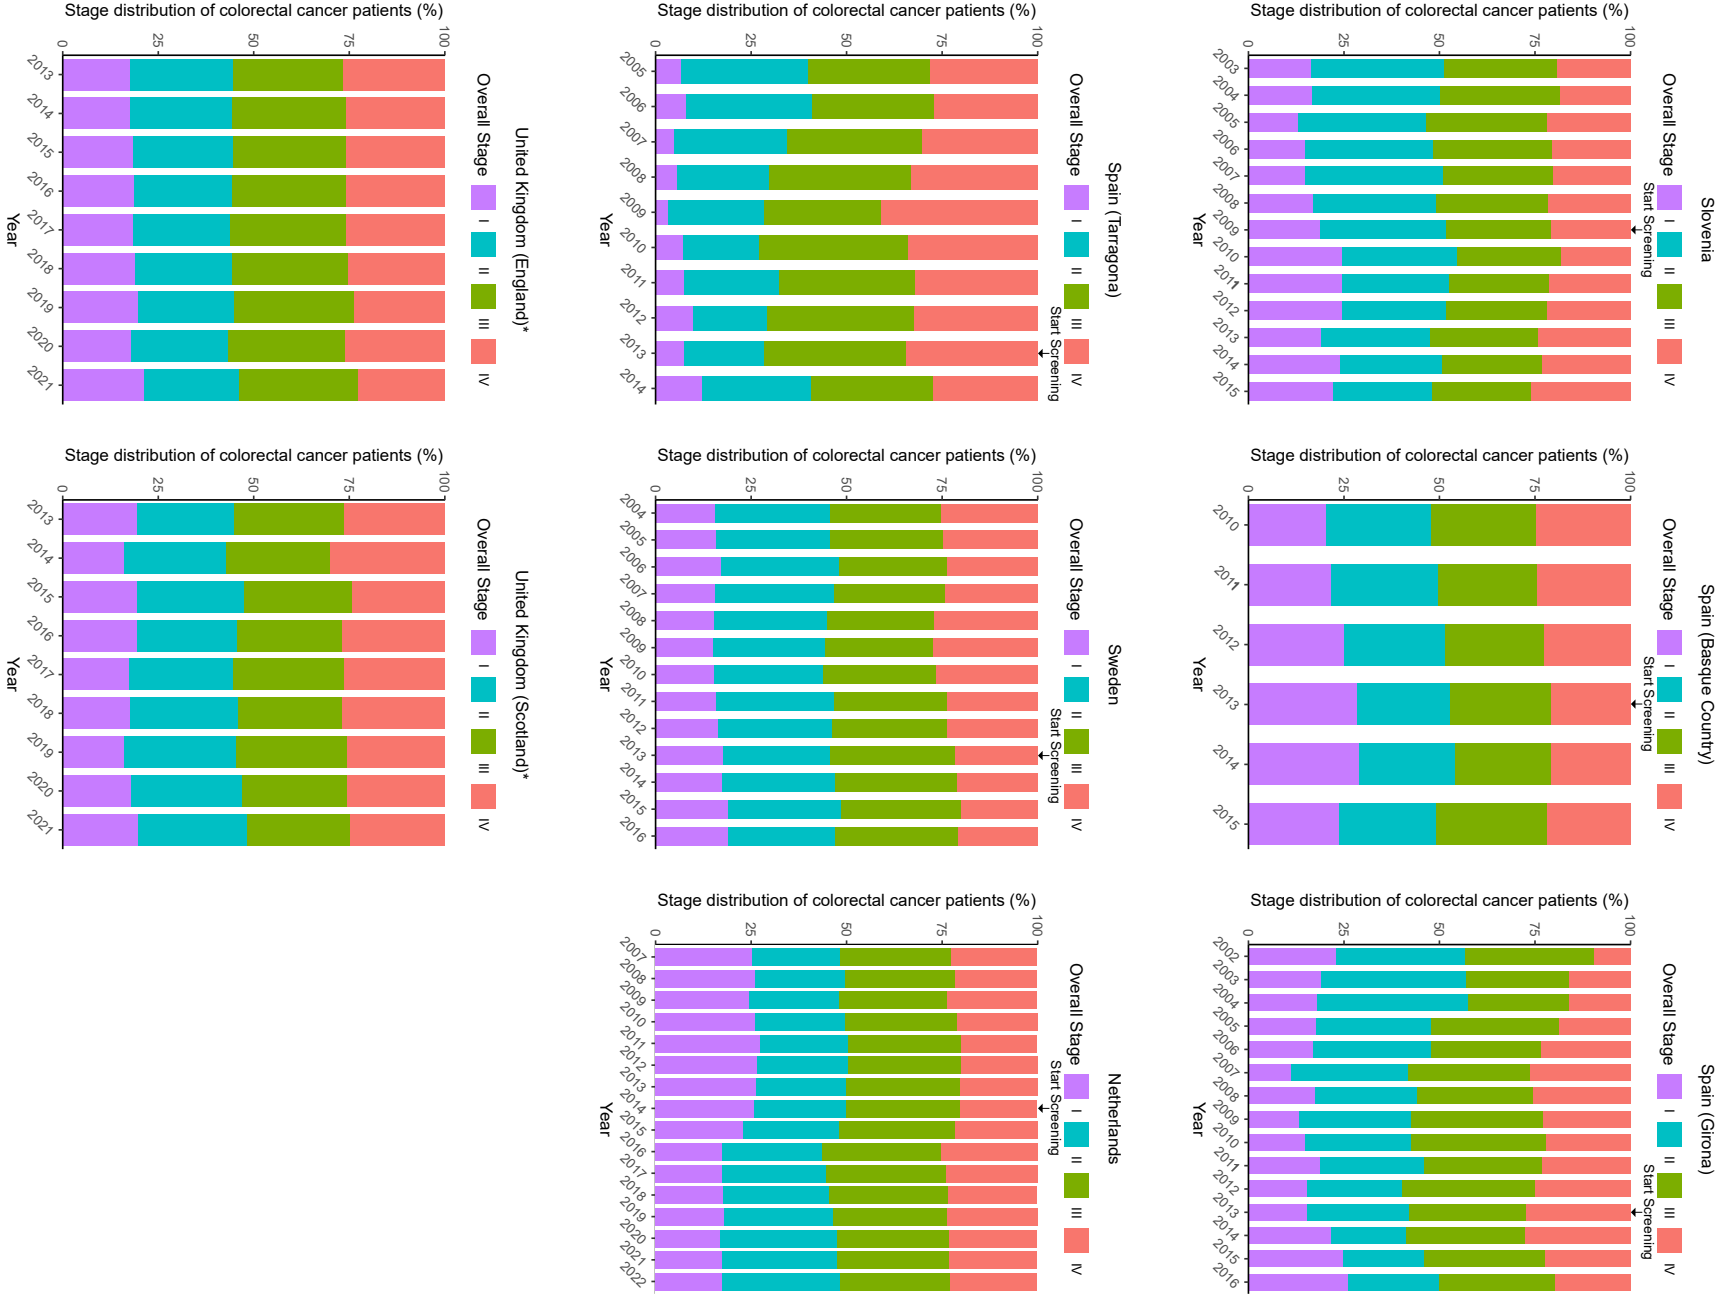 Slovenia
Overall Stage I II III IV
Start Screening
Stage distribution of colorectal cancer patients (%)
100
75
50
25
0
2003 2004 2005 2006 2007 2008 2009 2010 2011 2012 2013 2014 2015
Year
Spain (Basque Country)
Overall Stage I II III IV
Start Screening
Stage distribution of colorectal cancer patients (%)
100
75
50
25
0
2010 2011 2012 2013 2014 2015
Year
Spain (Girona)
Overall Stage I II III IV
Start Screening
Stage distribution of colorectal cancer patients (%)
100
75
50
25
0
2002 2003 2004 2005 2006 2007 2008 2009 2010 2011 2012 2013 2014 2015 2016
Year
Spain (Tarragona)
Overall Stage I II III IV
Start Screening
Stage distribution of colorectal cancer patients (%)
100
75
50
25
0
2005 2006 2007 2008 2009 2010 2011 2012 2013 2014
Year
Sweden
Overall Stage I II III IV
Start Screening
Stage distribution of colorectal cancer patients (%)
100
75
50
25
0
2004 2005 2006 2007 2008 2009 2010 2011 2012 2013 2014 2015 2016
Year
Netherlands
Overall Stage I II III IV
Start Screening
Stage distribution of colorectal cancer patients (%)
100
75
50
25
0
2007 2008 2009 2010 2011 2012 2013 2014 2015 2016 2017 2018 2019 2020 2021 2022
Year
United Kingdom (England)*
Overall Stage I II III IV
Stage distribution of colorectal cancer patients (%)
100
75
50
25
0
2013 2014 2015 2016 2017 2018 2019 2020 2021
Year
United Kingdom (Scotland)*
Overall Stage I II III IV
Stage distribution of colorectal cancer patients (%)
100
75
50
25
0
2013 2014 2015 2016 2017 2018 2019 2020 2021
Year